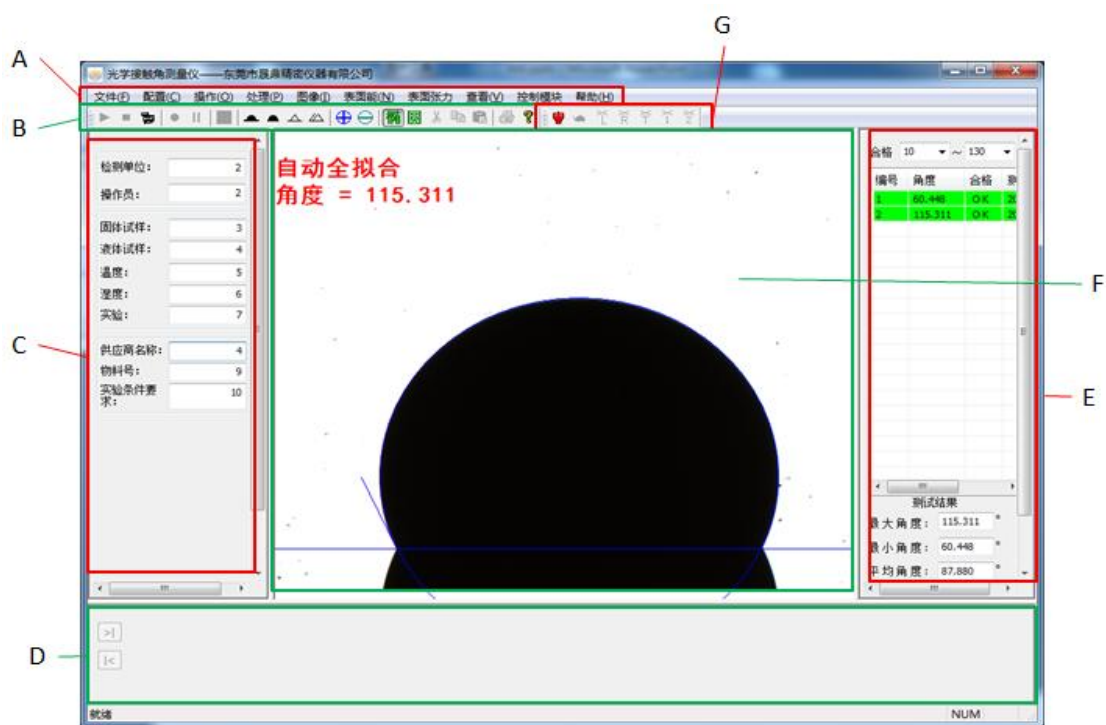 G
A
光学接触角测量仪——东莞市晟鼎精密仪器有限公司
文件(F) 配置(C) 操作(O) 处理(P) 图像(I) 表面能(N) 表面张力 查看(V) 控制模块 帮助(H)
B
L R Y T Z
自动全拟合
角度 = 115.311
检测单位: 2
操作员: 2
固体试样: 3
液体试样: 4
温度: 5
湿度: 6
实验: 7
供应商名称: 4
物料号: 9
实验条件要求: 10
C
合格 10 ~ 130
编号 角度 合格 测
1 60.448 OK 20
2 115.311 OK 20
F
E
测试结果
最大角度: 115.311 °
最小角度: 60.448 °
平均角度: 87.880 °
D
>|
|<
就绪 NUM